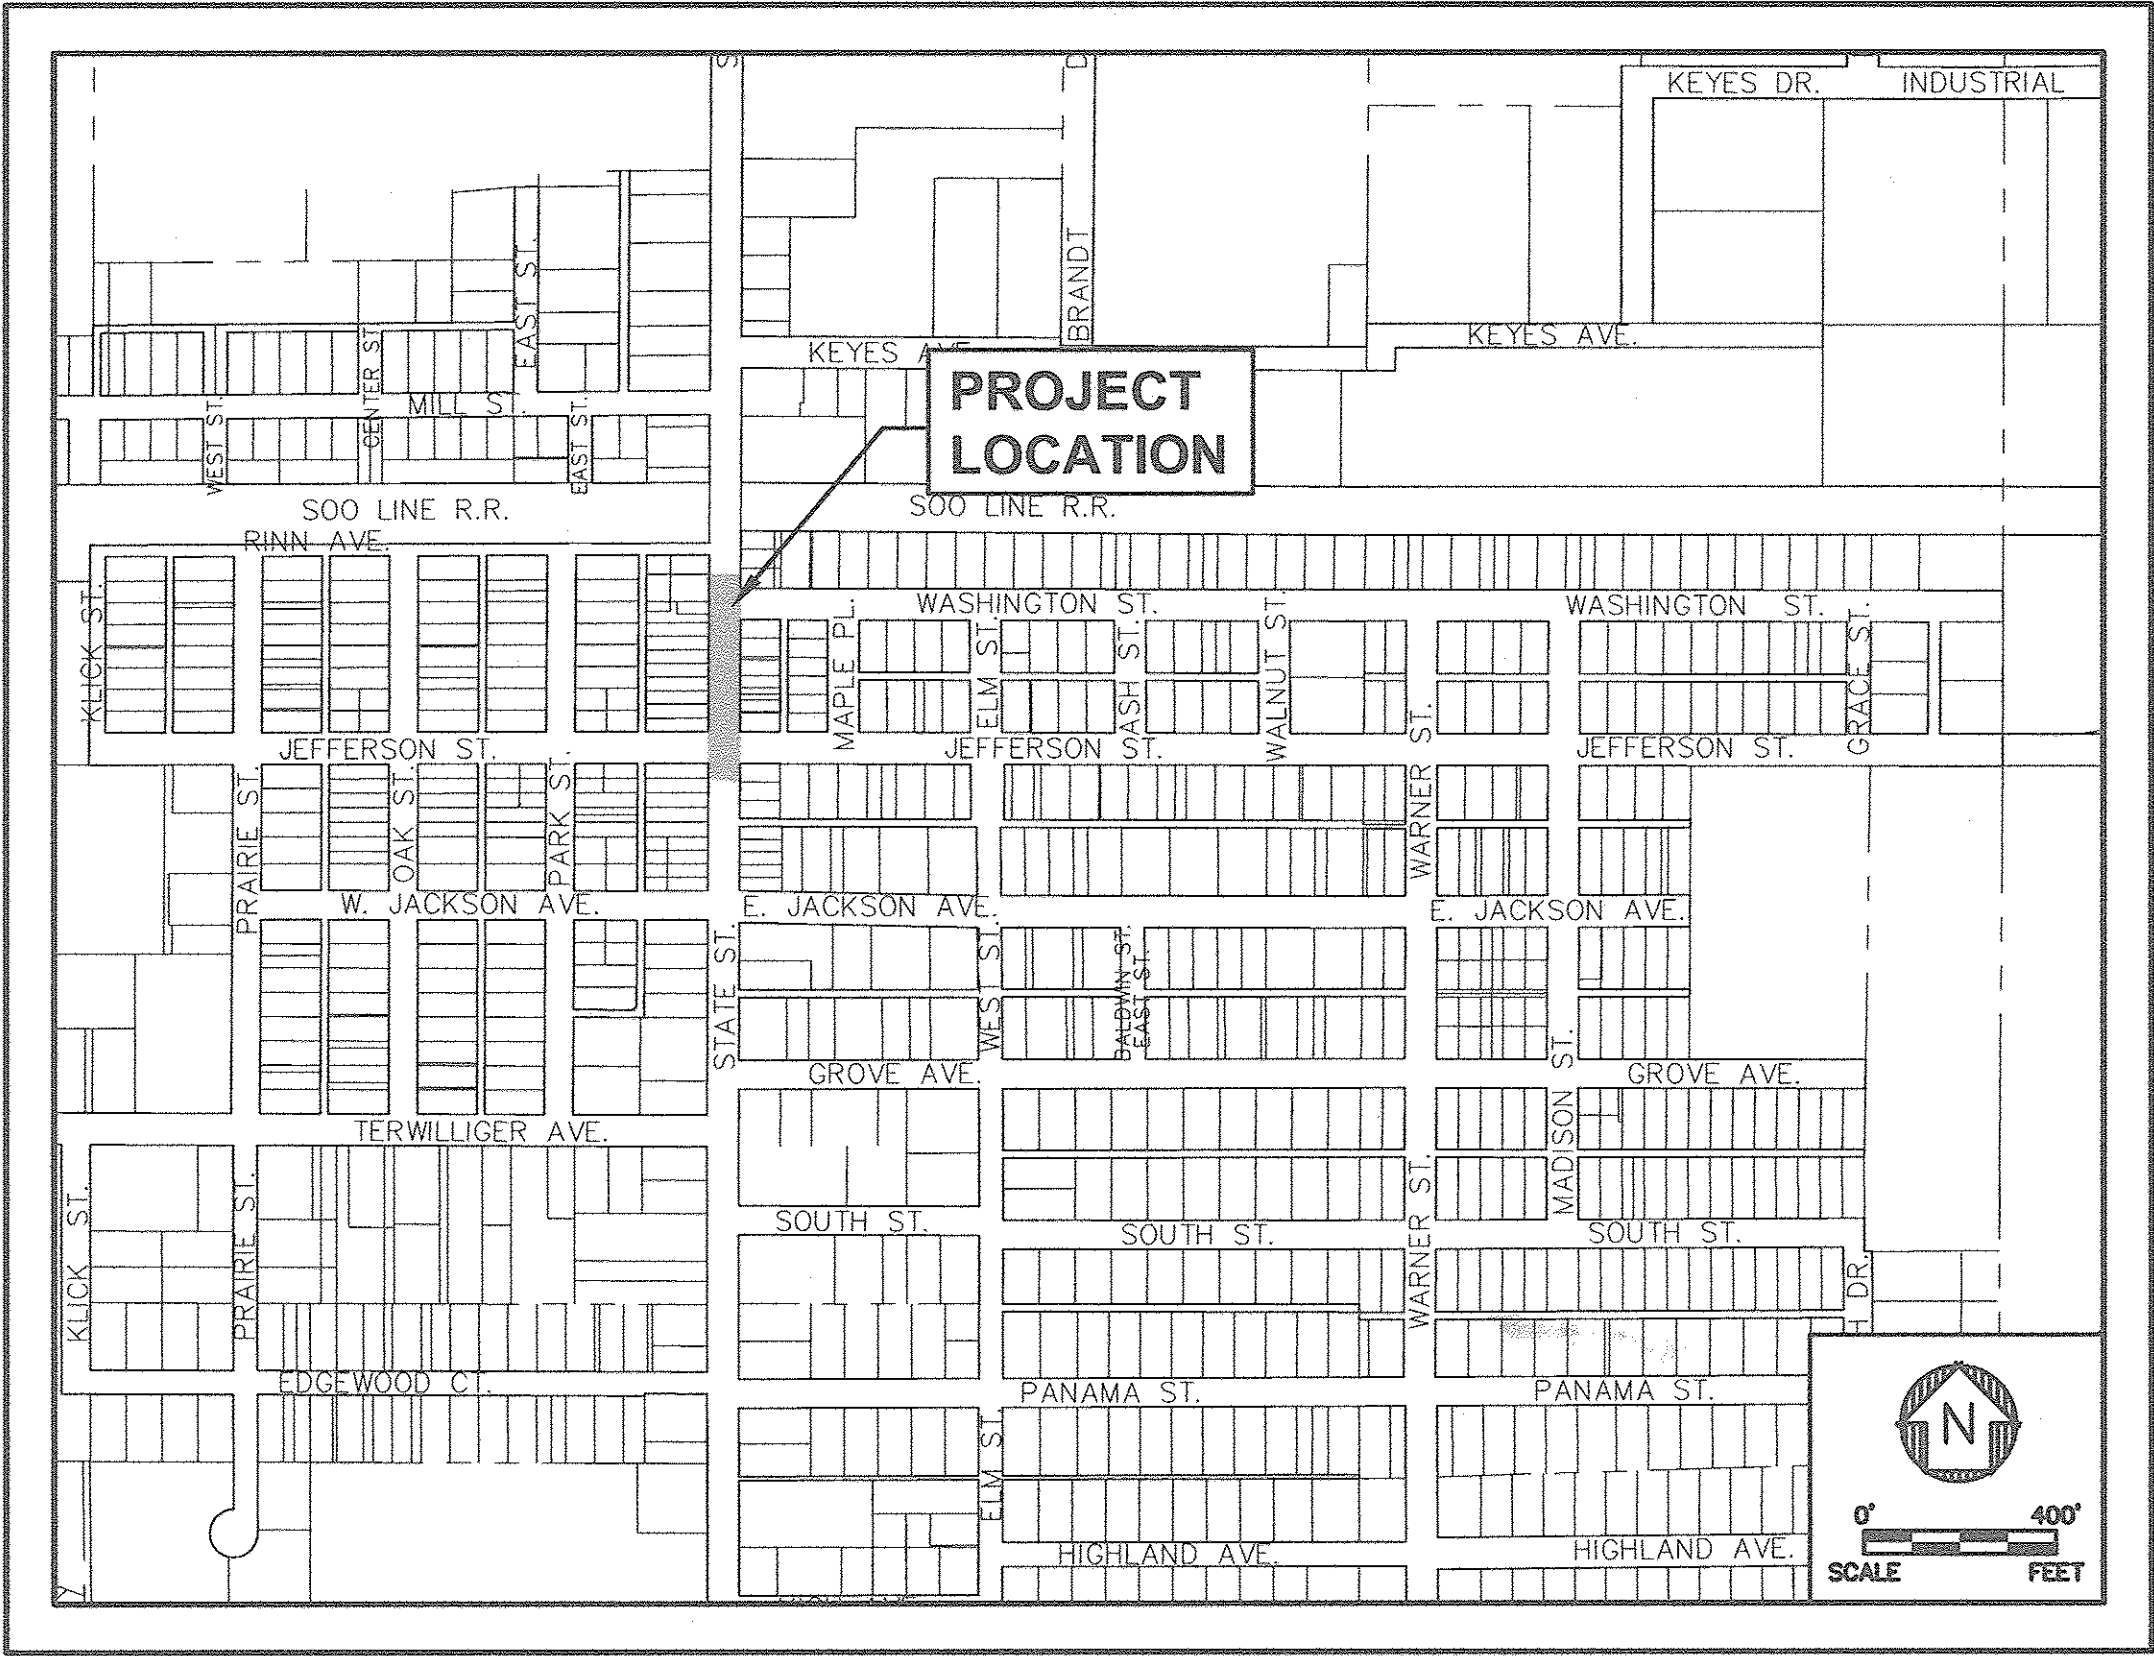 S
D
KEYES DR.
INDUSTRIAL
EAST ST.
BRANDT
CENTER ST.
KEYES AVE.
KEYES AVE.
PROJECT
LOCATION
MILL ST.
WEST ST.
EAST ST.
SOO LINE R.R.
SOO LINE R.R.
RINN AVE.
KLICK ST.
WASHINGTON ST.
WASHINGTON ST.
MAPLE PL.
ELM ST.
ASH ST.
WALNUT ST.
GRACE ST.
JEFFERSON ST.
JEFFERSON ST.
JEFFERSON ST.
PRAIRIE ST.
OAK ST.
PARK ST.
WARNER ST.
W. JACKSON AVE.
E. JACKSON AVE.
E. JACKSON AVE.
STATE ST.
WEST ST.
BALDWIN ST.
EAST ST.
GROVE AVE.
GROVE AVE.
MADISON ST.
TERWILLIGER AVE.
KLICK ST.
PRAIRIE ST.
SOUTH ST.
SOUTH ST.
SOUTH ST.
WARNER ST.
H DR.
EDGEWOOD CT.
PANAMA ST.
PANAMA ST.
ELM ST.
N
HIGHLAND AVE.
HIGHLAND AVE.
0' 400'
SCALE FEET